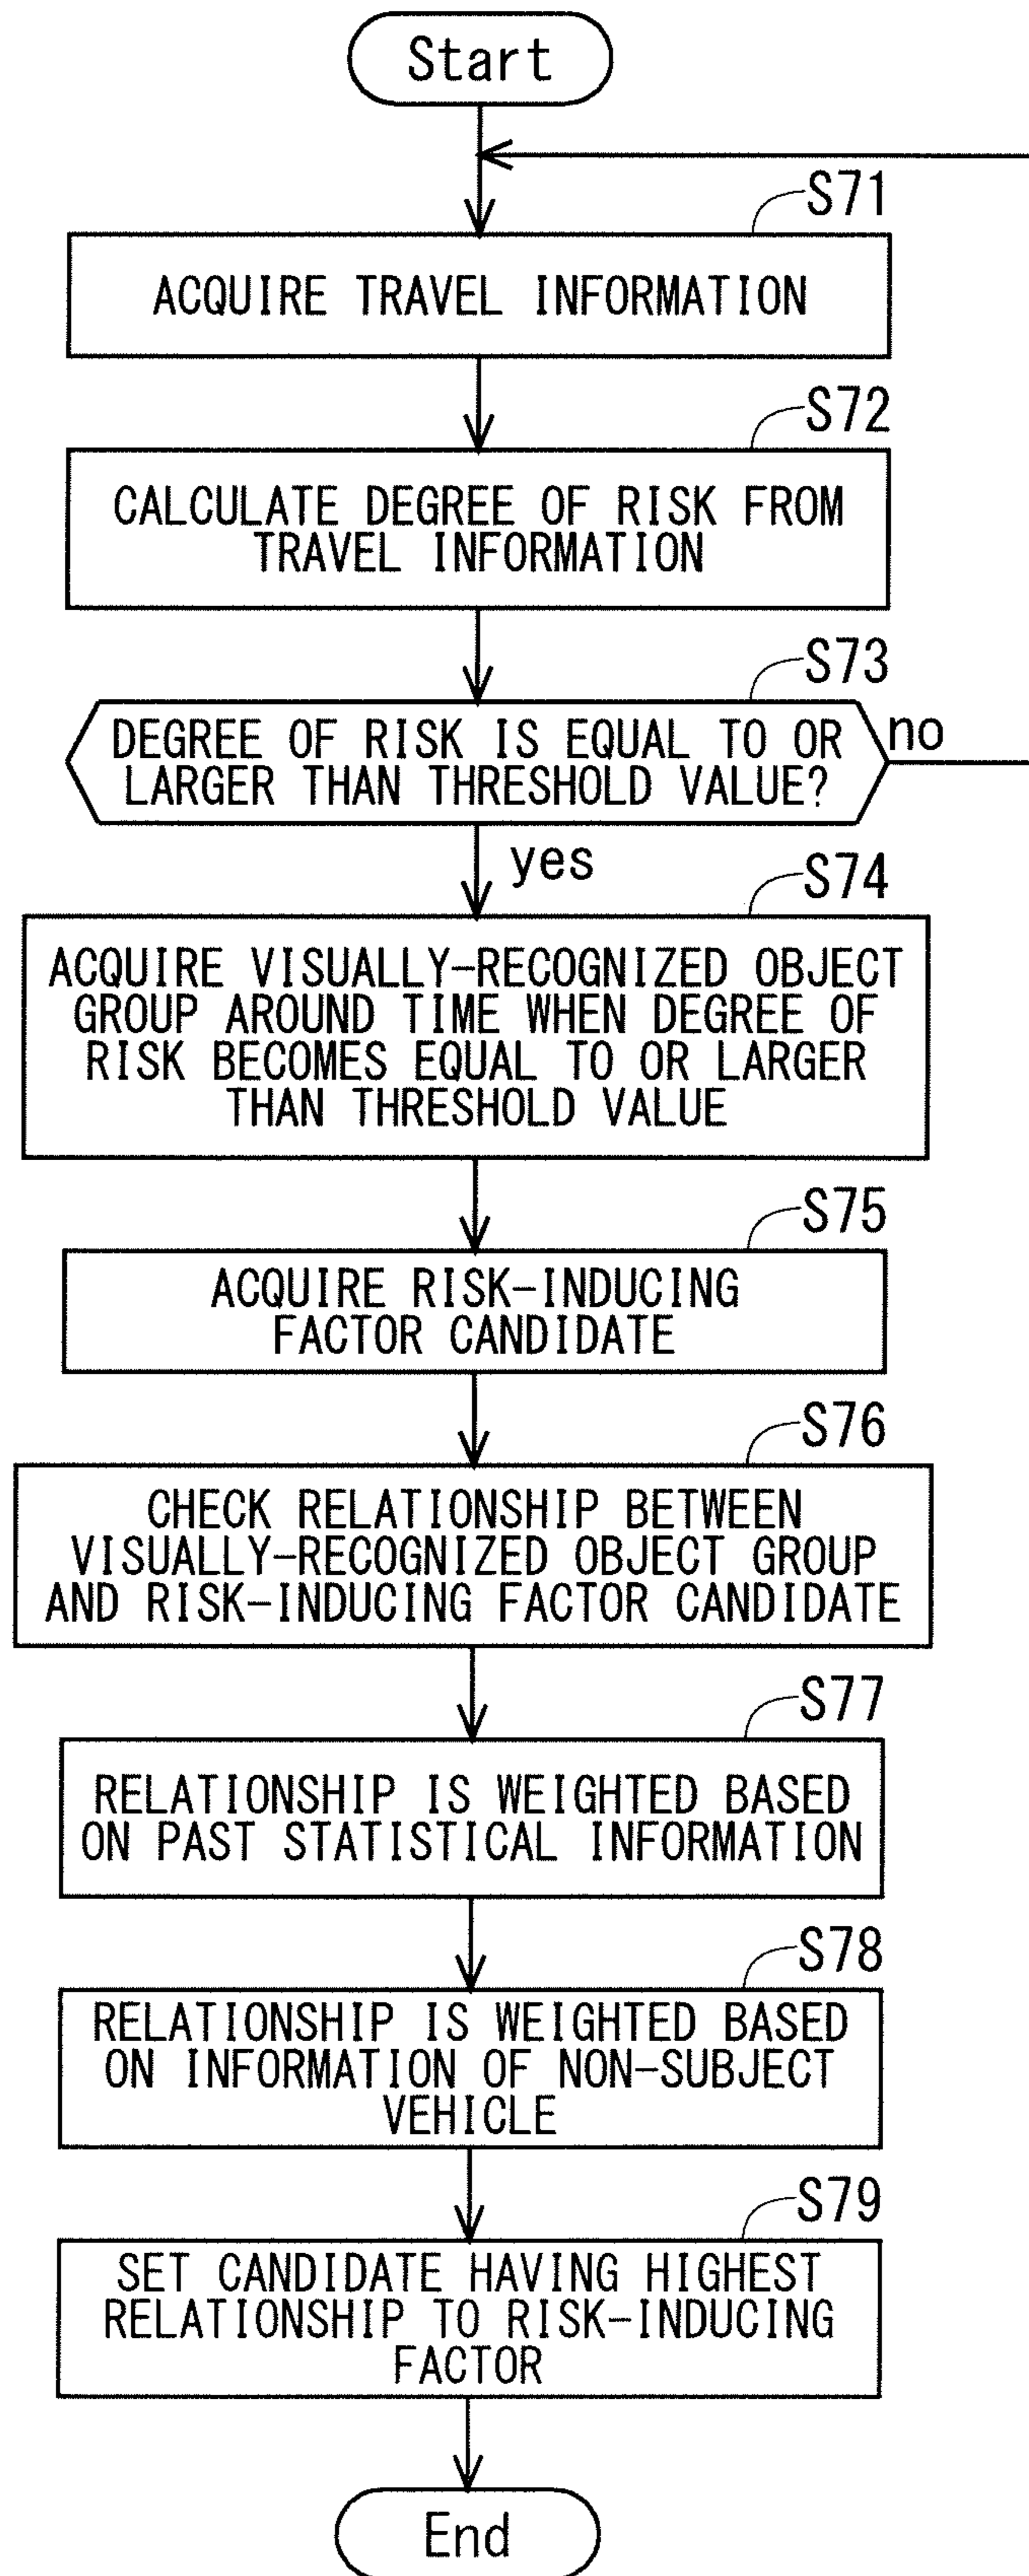 Start
S71
ACQUIRE TRAVEL INFORMATION
S72
CALCULATE DEGREE OF RISK FROM
TRAVEL INFORMATION
S73
DEGREE OF RISK IS EQUAL TO OR
LARGER THAN THRESHOLD VALUE?
no
yes
S74
ACQUIRE VISUALLY-RECOGNIZED OBJECT
GROUP AROUND TIME WHEN DEGREE OF
RISK BECOMES EQUAL TO OR LARGER
THAN THRESHOLD VALUE
S75
ACQUIRE RISK-INDUCING
FACTOR CANDIDATE
S76
CHECK RELATIONSHIP BETWEEN
VISUALLY-RECOGNIZED OBJECT GROUP
AND RISK-INDUCING FACTOR CANDIDATE
S77
RELATIONSHIP IS WEIGHTED BASED
ON PAST STATISTICAL INFORMATION
S78
RELATIONSHIP IS WEIGHTED BASED
ON INFORMATION OF NON-SUBJECT
VEHICLE
S79
SET CANDIDATE HAVING HIGHEST
RELATIONSHIP TO RISK-INDUCING
FACTOR
End